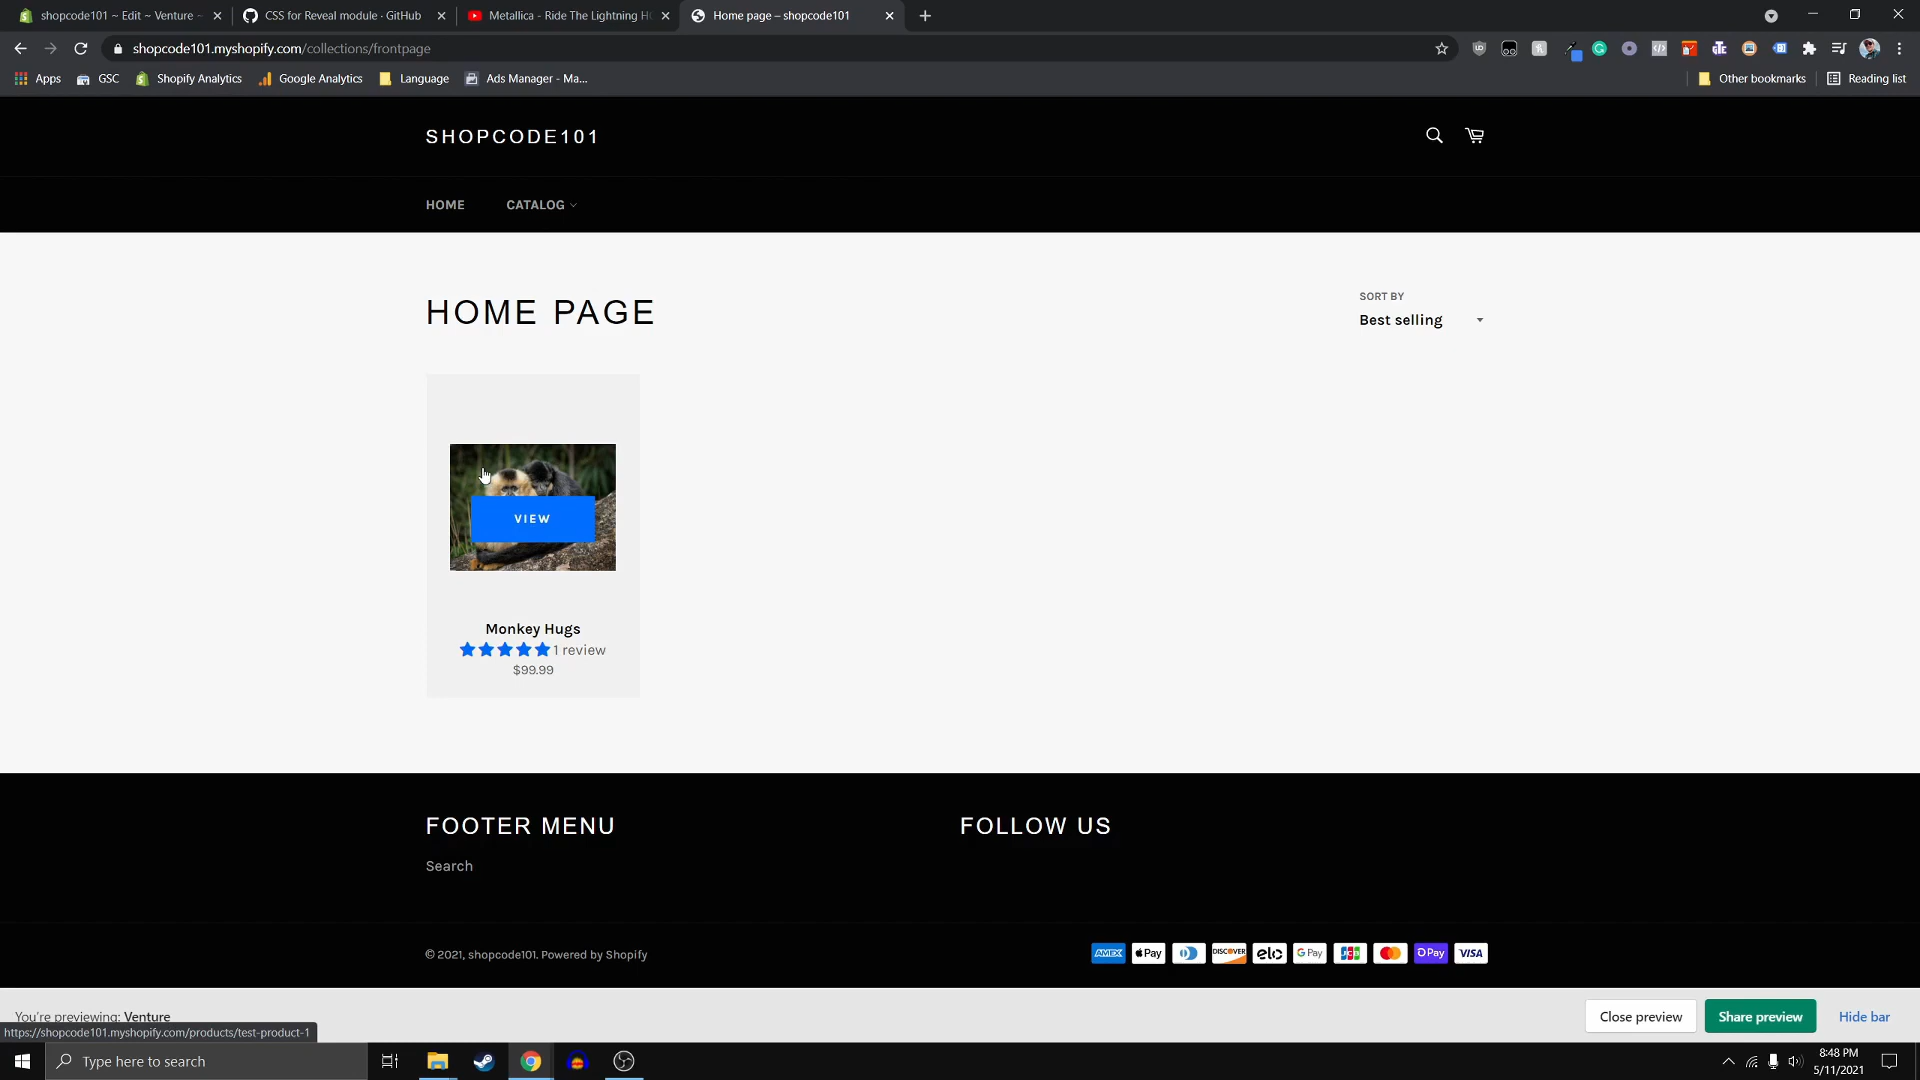 shopcode101 ~ Edit ~ Venture ~
CSS for Reveal module · GitHub
Metallica - Ride The Lightning H
Home page – shopcode101
shopcode101.myshopify.com/collections/frontpage
Apps
GSC
Shopify Analytics
Google Analytics
Language
Ads Manager - Ma...
Other bookmarks
Reading list
SHOPCODE101
HOME
CATALOG
HOME PAGE
SORT BY
Best selling
VIEW
Monkey Hugs
1 review
$99.99
FOOTER MENU
FOLLOW US
Search
© 2021, shopcode101. Powered by Shopify
AMEX
Pay
DISCOVER
elo
G Pay
JCB
Pay
VISA
You're previewing: Venture
Close preview
Share preview
Hide bar
https://shopcode101.myshopify.com/products/test-product-1
Type here to search
8:48 PM
5/11/2021